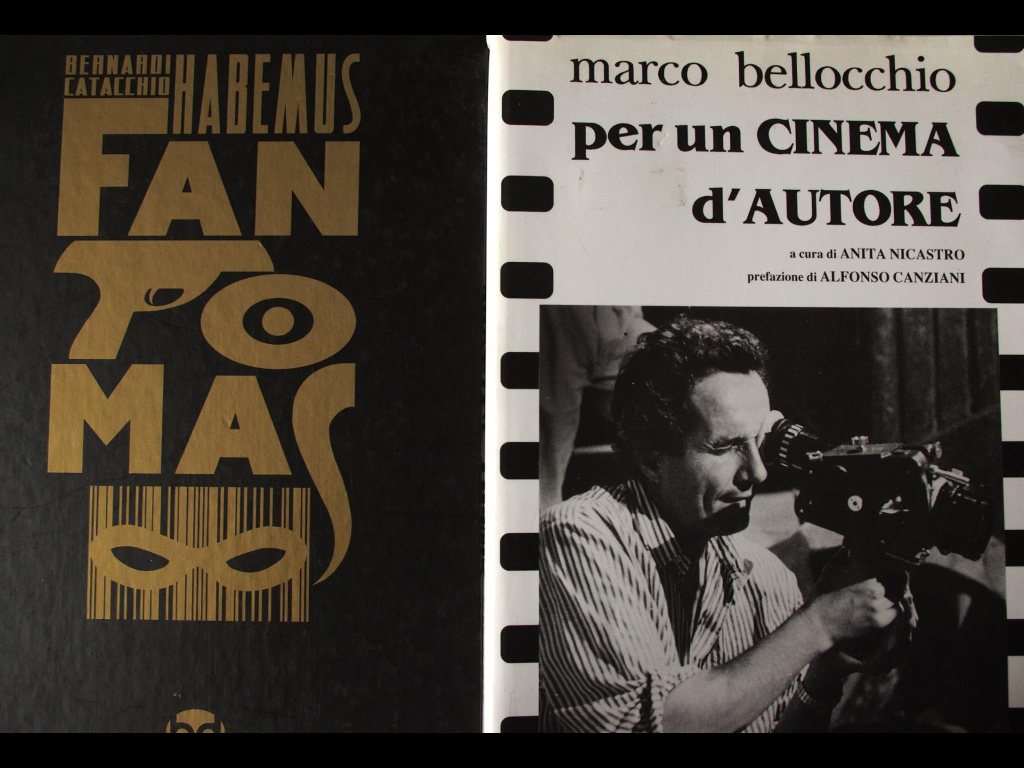 BERNARDI
CATACCHIO
HABEMUS
FAN
TO
MAS
marco bellocchio
per un CINEMA
d'AUTORE
a cura di ANITA NICASTRO
prefazione di ALFONSO CANZIANI